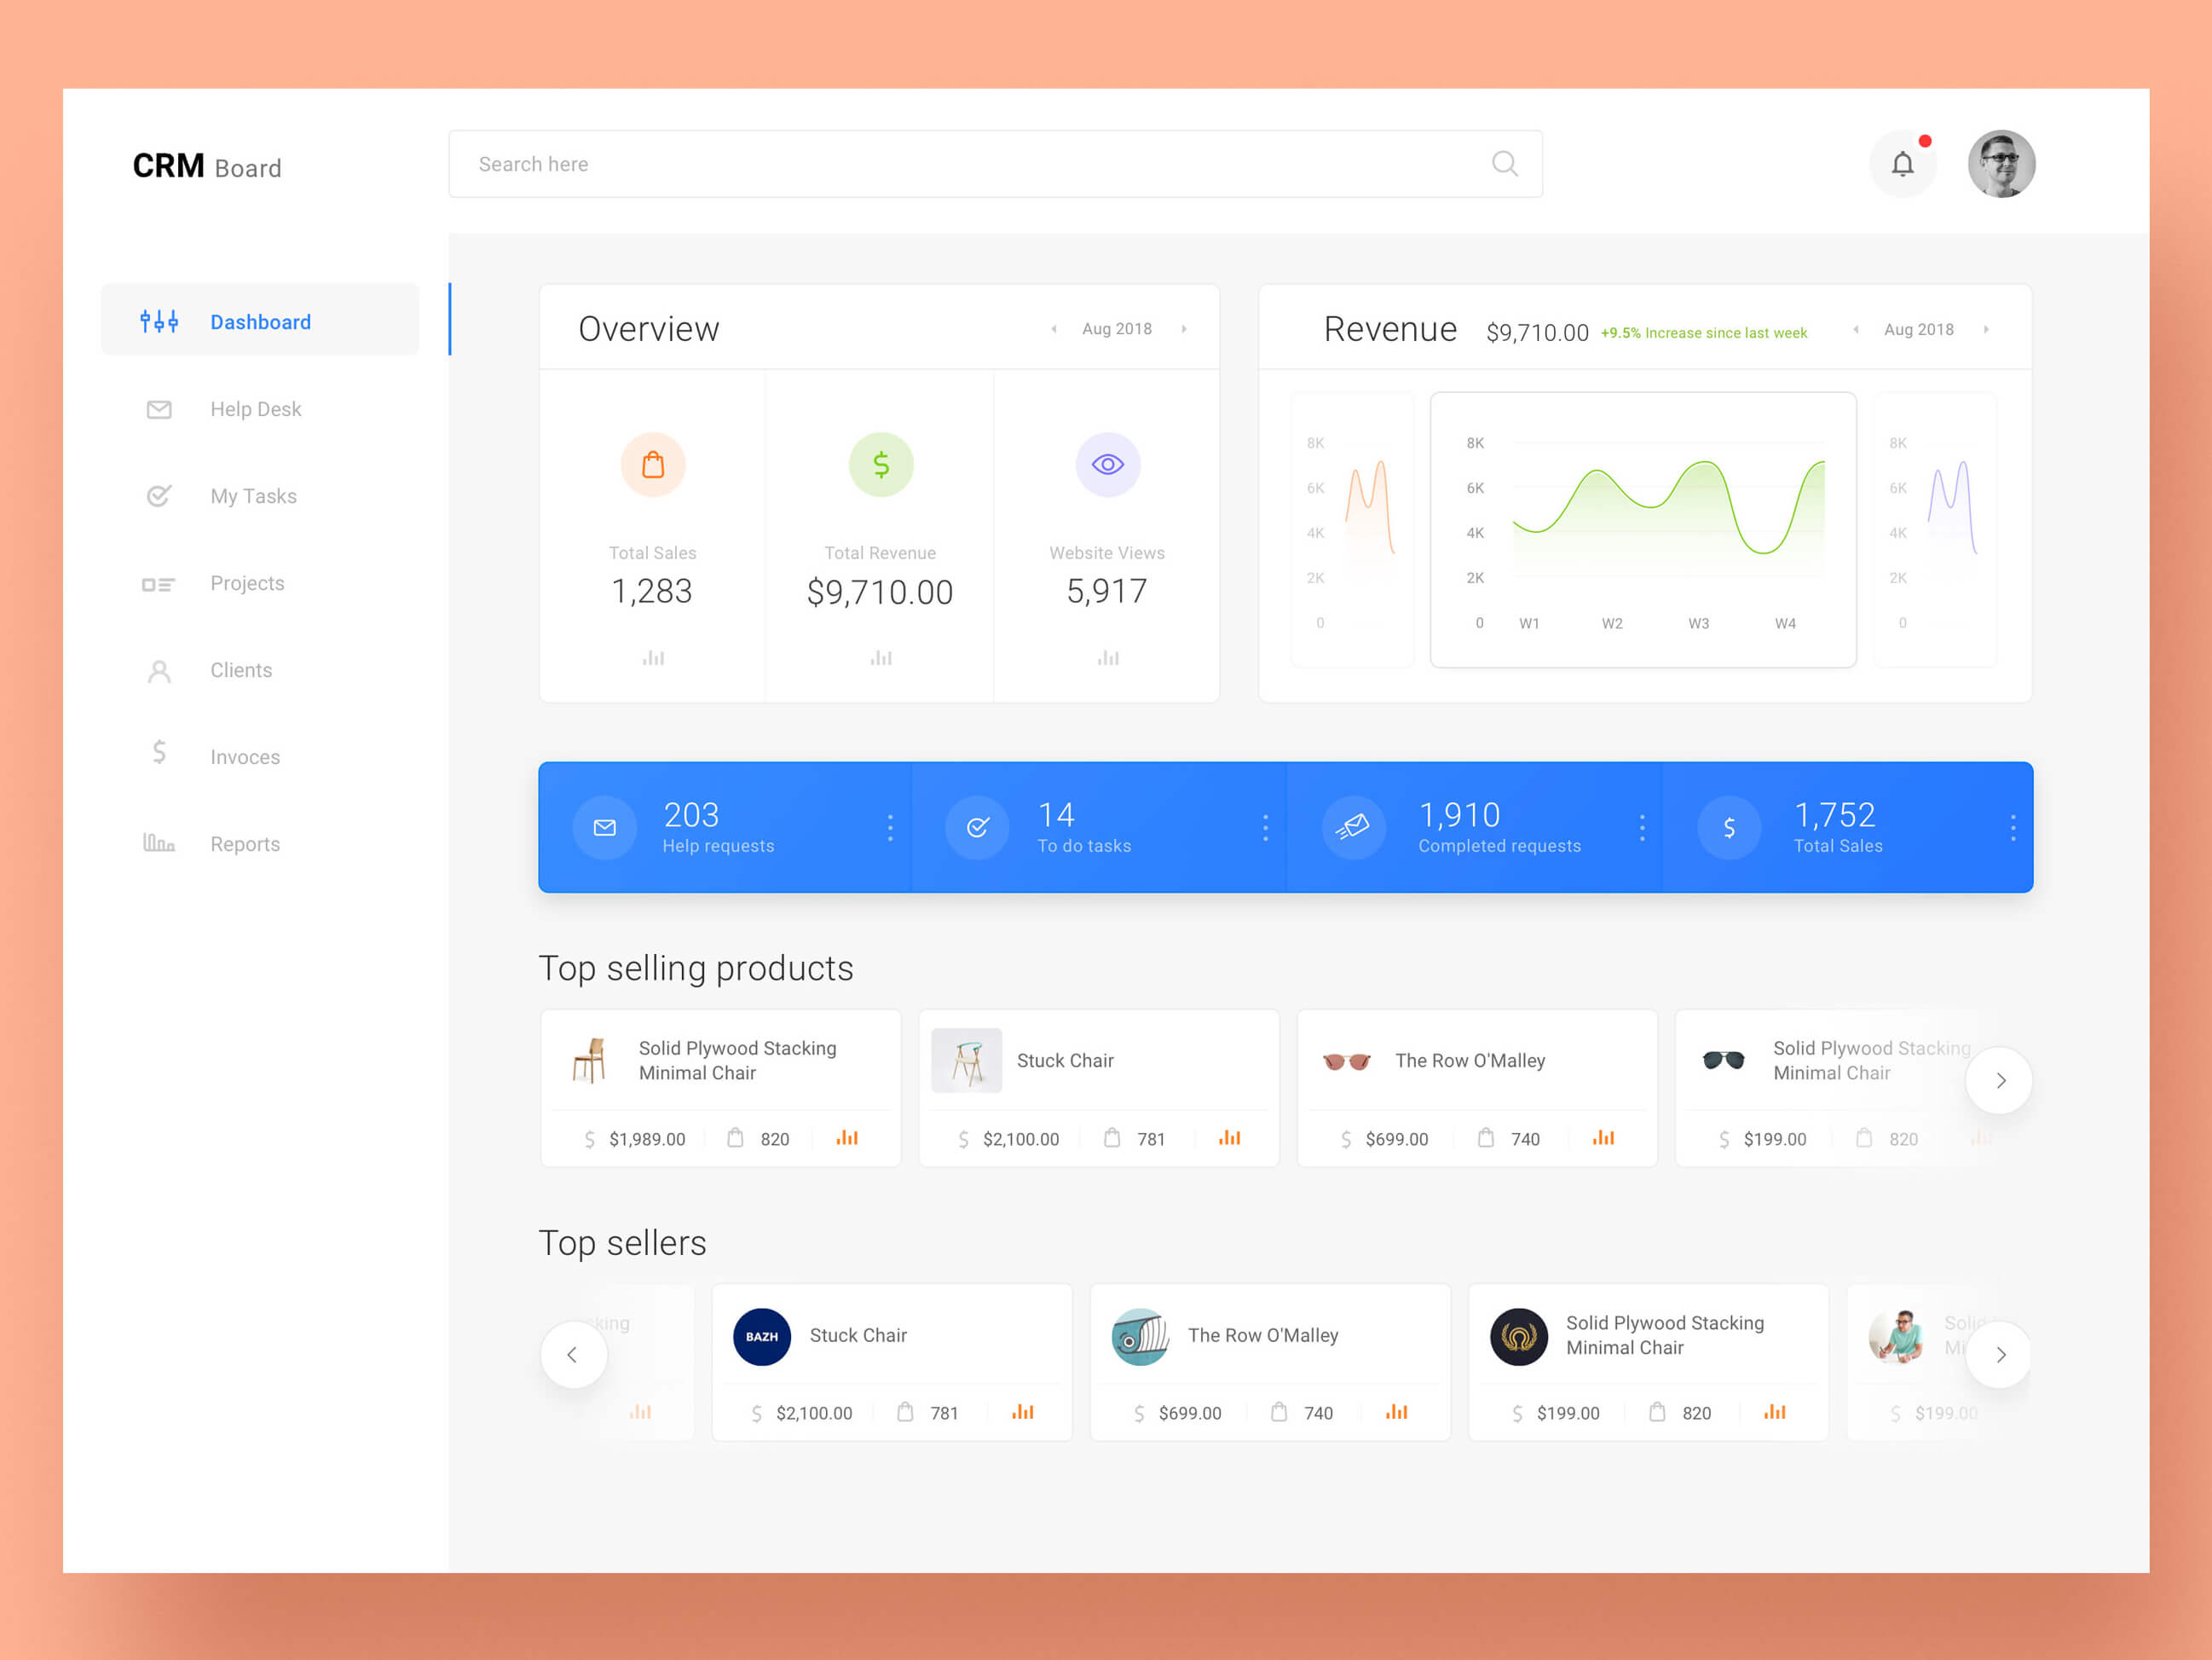 CRM Board
Search here
Dashboard
Help Desk
My Tasks
Projects
Clients
Invoces
Reports
Overview
Aug 2018
Total Sales
1,283
Total Revenue
$9,710.00
Website Views
5,917
Revenue $9,710.00 +9.5% Increase since last week
Aug 2018
8K
6K
4K
2K
0
8K
6K
4K
2K
0 W1 W2 W3 W4
8K
6K
4K
2K
0
203
Help requests
14
To do tasks
1,910
Completed requests
$
1,752
Total Sales
Top selling products
Solid Plywood Stacking
Minimal Chair
$ $1,989.00 820
Stuck Chair
$ $2,100.00 781
The Row O'Malley
$ $699.00 740
Solid Plywood Stacking
Minimal Chair
$ $199.00 820
Top sellers
king
BAZH
Stuck Chair
$ $2,100.00 781
The Row O'Malley
$ $699.00 740
Solid Plywood Stacking
Minimal Chair
$ $199.00 820
Solid
Mi
$ $199.00